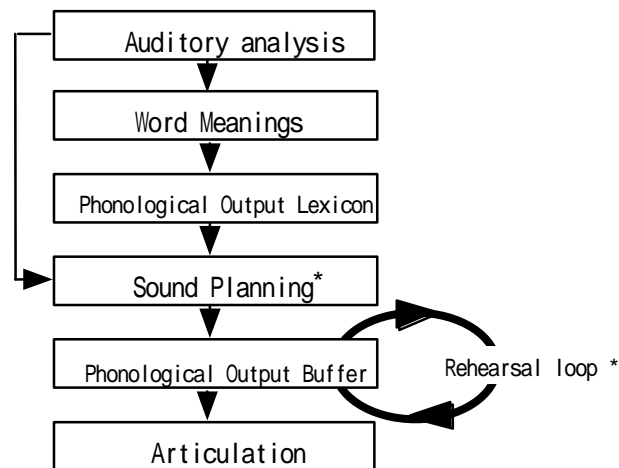 Auditory analysis
Word Meanings
Phonological Output Lexicon
Sound Planning*
Phonological Output Buffer
Rehearsal loop *
Articulation